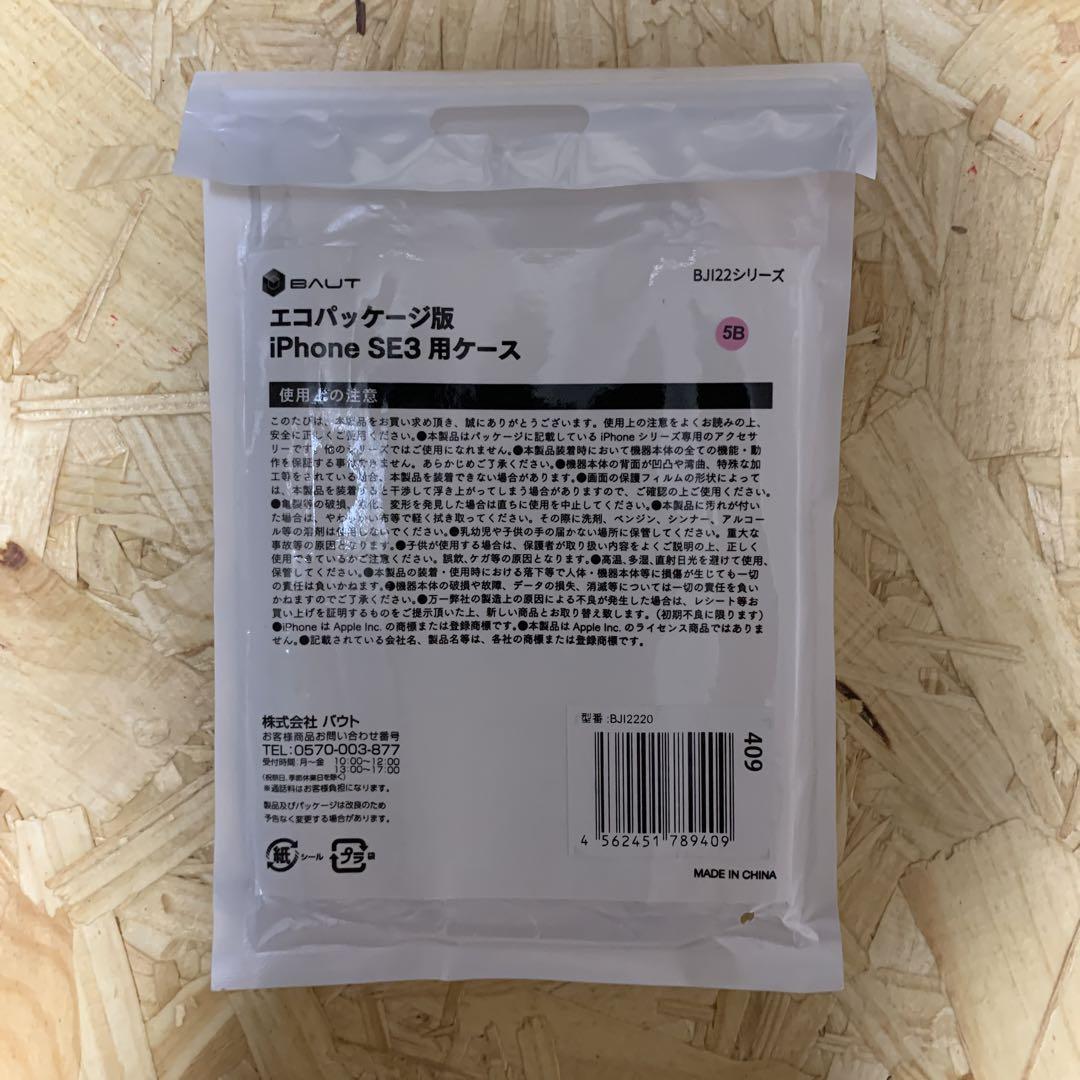 BAUT
BJI22シリーズ
エコパッケージ版
iPhone SE3 用ケース
5B
使用上の注意
このたびは、本製品をお買い求め頂き、誠にありがとうございます。使用上の注意をよくお読みの上、
安全に正しくご使用ください。●本製品はパッケージに記載している iPhone シリーズ専用のアクセサ
リーです。他のシリーズではご使用になれません。●本製品装着時において機器本体の全ての機能・動
作を保証する事はできません。あらかじめご了承ください。●機器本体の背面が凹凸や湾曲、特殊な加
工等をされている場合、本製品を装着できない場合があります。●画面の保護フィルムの形状によって
は、本製品を装着すると干渉して浮き上がってしまう場合がありますので、ご確認の上ご使用ください。
●亀裂等の破損、劣化、変形を発見した場合は直ちに使用を中止してください。●本製品に汚れが付い
た場合は、やわらかい布等で軽く拭き取ってください。その際に洗剤、ベンジン、シンナー、アルコー
ル等の溶剤は使用しないでください。●乳幼児や子供の手の届かない場所に保管してください。重大な
事故等の原因となります。●子供が使用する場合は、保護者が取り扱い内容をよくご説明の上、正しく
使用できているかご注意ください。誤飲、ケガ等の原因となります。●高温、多湿、直射日光を避けて使用、
保管してください。●本製品の装着・使用時における落下等で人体・機器本体等に損傷が生じても一切
の責任は負いかねます。●機器本体の破損や故障、データの損失、消滅等については一切の責任を負い
かねますのでご了承ください。●万一弊社の製造上の原因による不良が発生した場合は、レシート等お
買い上げを証明するものをご提示頂いた上、新しい商品とお取り替え致します。（初期不良に限ります）
●iPhone は Apple Inc. の商標または登録商標です。●本製品は Apple Inc. のライセンス商品ではありま
せん。●記載されている会社名、製品名等は、各社の商標または登録商標です。
株式会社 バウト
お客様商品お問い合わせ番号
TEL:0570-003-877
受付時間:月～金 10:00～12:00
13:00～17:00
(祝祭日、季節休業日を除く)
※通話料はお客様負担になります。
製品及びパッケージは改良のため
予告なく変更する場合があります。
紙 シール プラ 袋
型番:BJI2220
409
4 562451 789409
MADE IN CHINA